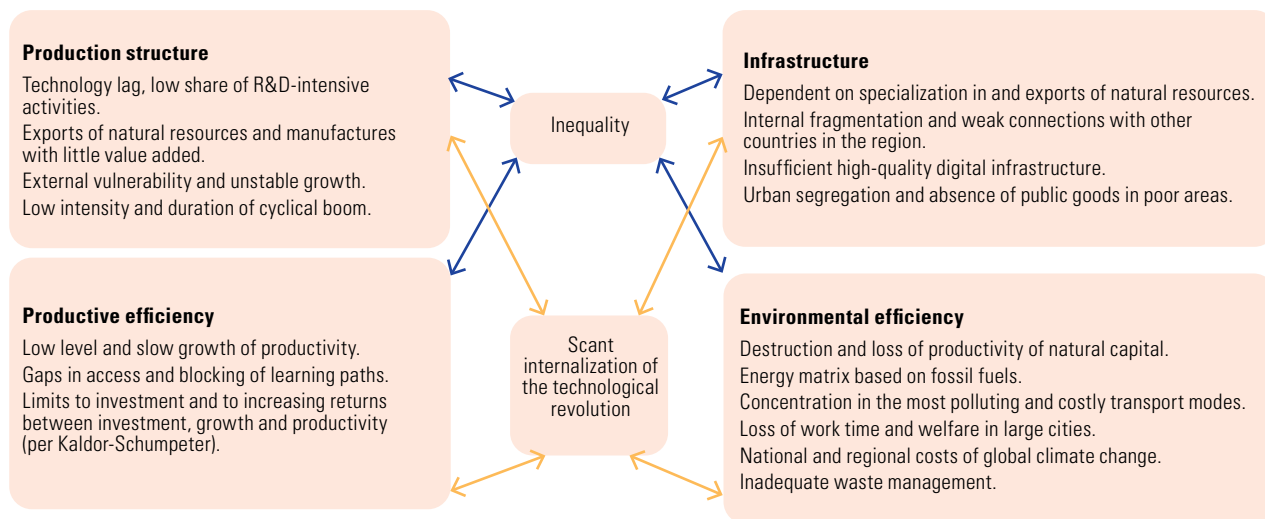 Production structure
Technology lag, low share of R&D-intensive
activities.
Exports of natural resources and manufactures
with little value added.
External vulnerability and unstable growth.
Low intensity and duration of cyclical boom.
Inequality
Infrastructure
Dependent on specialization in and exports of natural resources.
Internal fragmentation and weak connections with other
countries in the region.
Insufficient high-quality digital infrastructure.
Urban segregation and absence of public goods in poor areas.
Productive efficiency
Low level and slow growth of productivity.
Gaps in access and blocking of learning paths.
Limits to investment and to increasing returns
between investment, growth and productivity
(per Kaldor-Schumpeter).
Scant
internalization of
the technological
revolution
Environmental efficiency
Destruction and loss of productivity of natural capital.
Energy matrix based on fossil fuels.
Concentration in the most polluting and costly transport modes.
Loss of work time and welfare in large cities.
National and regional costs of global climate change.
Inadequate waste management.